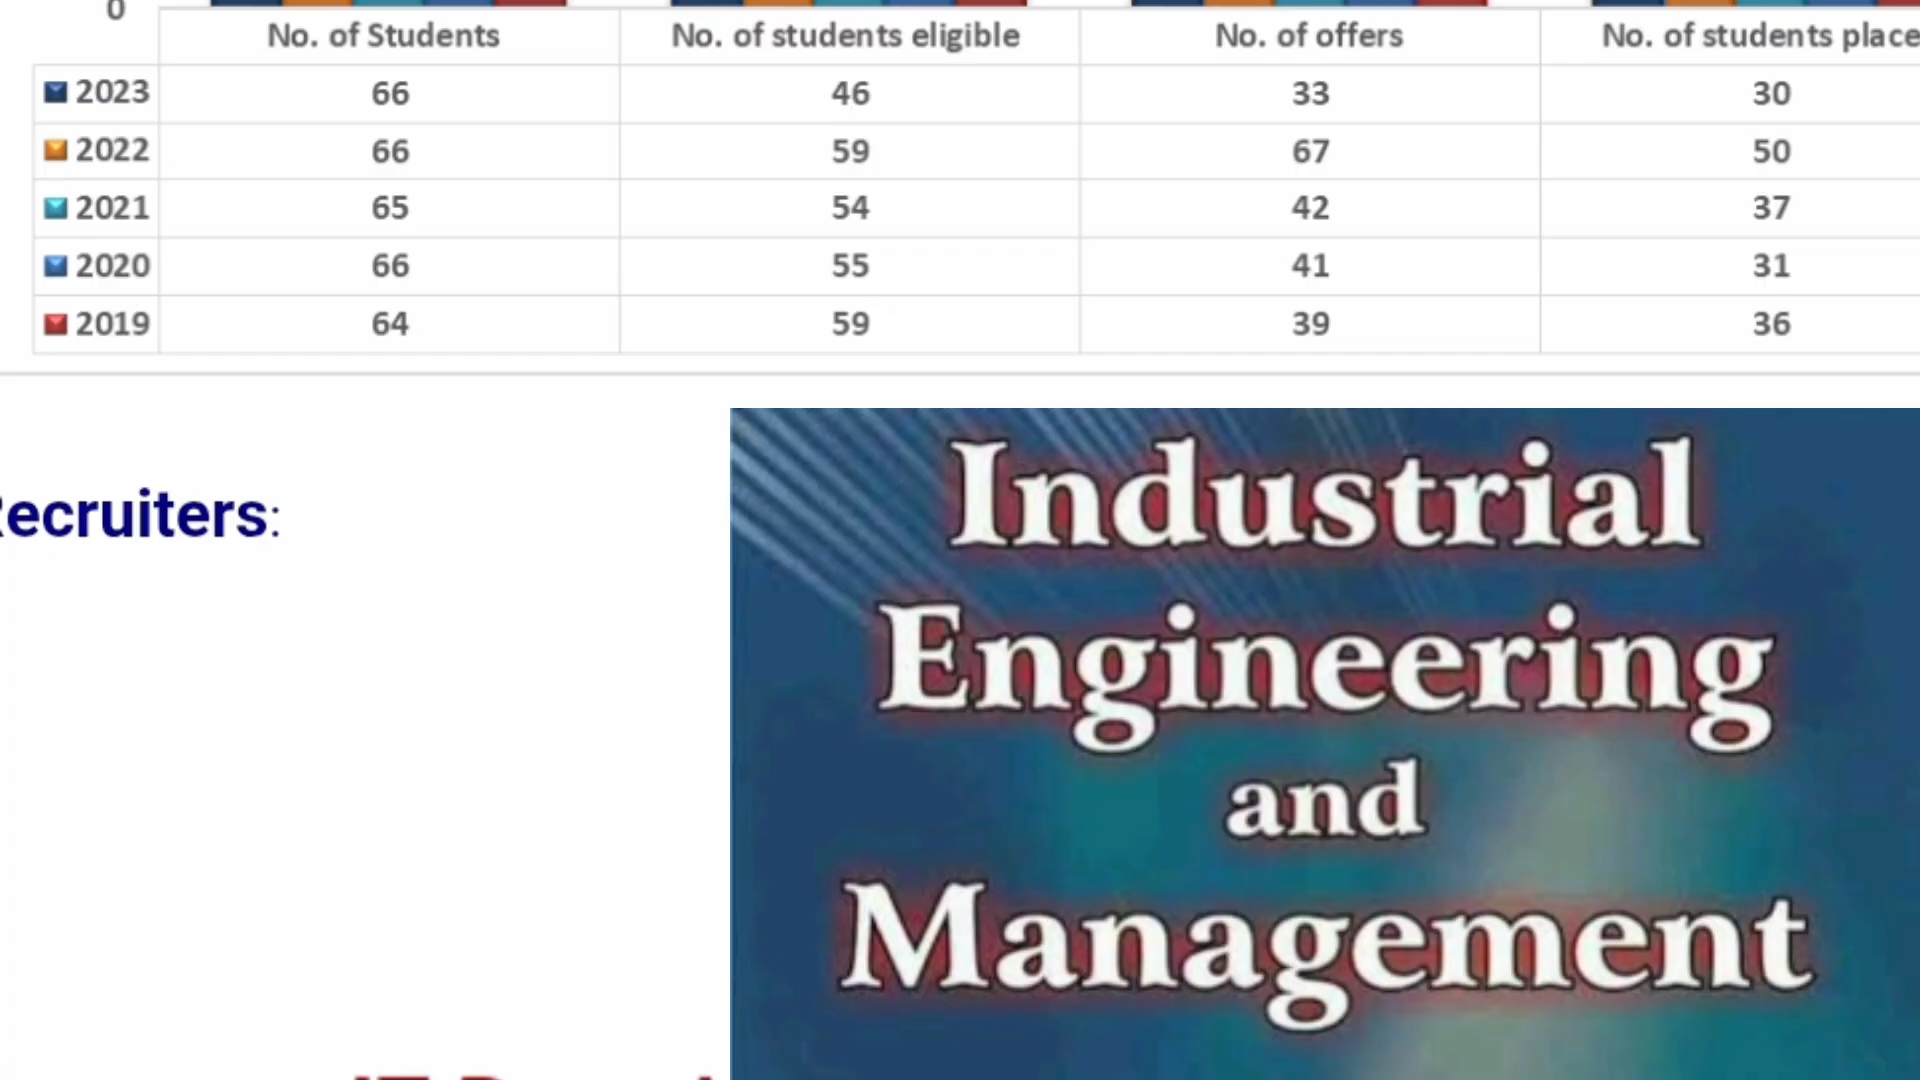 0
No. of Students No. of students eligible No. of offers No. of students place
2023 66 46 33 30
2022 66 59 67 50
2021 65 54 42 37
2020 66 55 41 31
2019 64 59 39 36
ecruiters:
Industrial
Engineering
and
Management